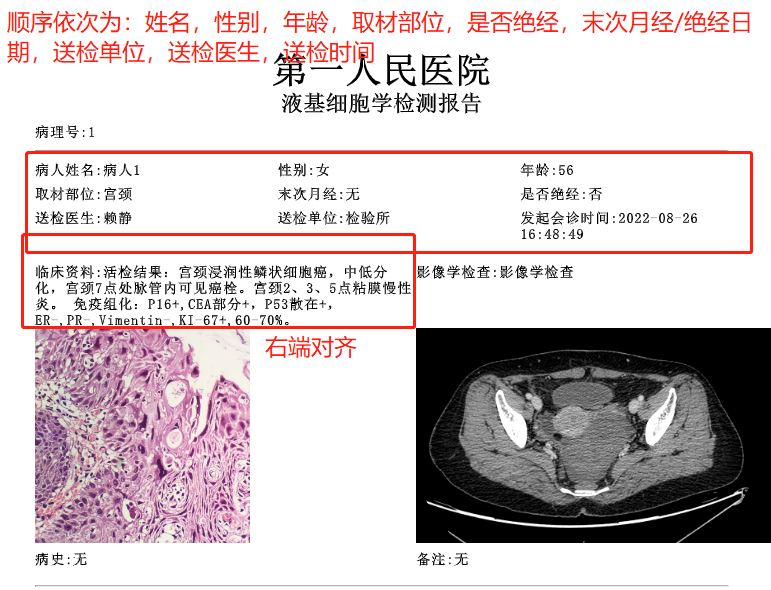 顺序依次为：姓名，性别，年龄，取材部位，是否绝经，末次月经/绝经日
期，送检单位，送检医生，送检时间
第一人民医院
液基细胞学检测报告
病理号:1
病人姓名:病人1 性别:女 年龄:56
取材部位:宫颈 末次月经:无 是否绝经:否
送检医生:赖静 送检单位:检验所 发起会诊时间:2022-08-26
16:48:49
临床资料:活检结果: 宫颈浸润性鳞状细胞癌，中低分 影像学检查:影像学检查
化，宫颈7点处脉管内可见癌栓。宫颈2、3、5点粘膜慢性
炎。 免疫组化: P16+,CEA部分+，P53散在+，
ER-,PR-,Vimentin-,KI-67+,60-70%。
右端对齐
病史:无 备注:无